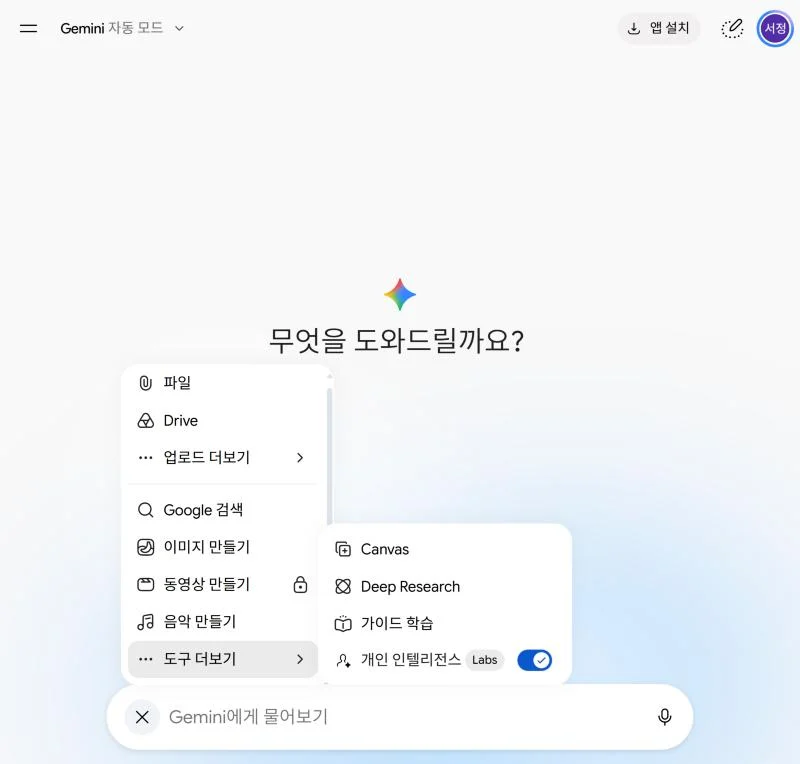 Gemini 자동 모드
앱 설치
서정
무엇을 도와드릴까요?
파일
Drive
업로드 더보기
Google 검색
이미지 만들기
동영상 만들기
음악 만들기
도구 더보기
Canvas
Deep Research
가이드 학습
개인 인텔리전스 Labs
Gemini에게 물어보기